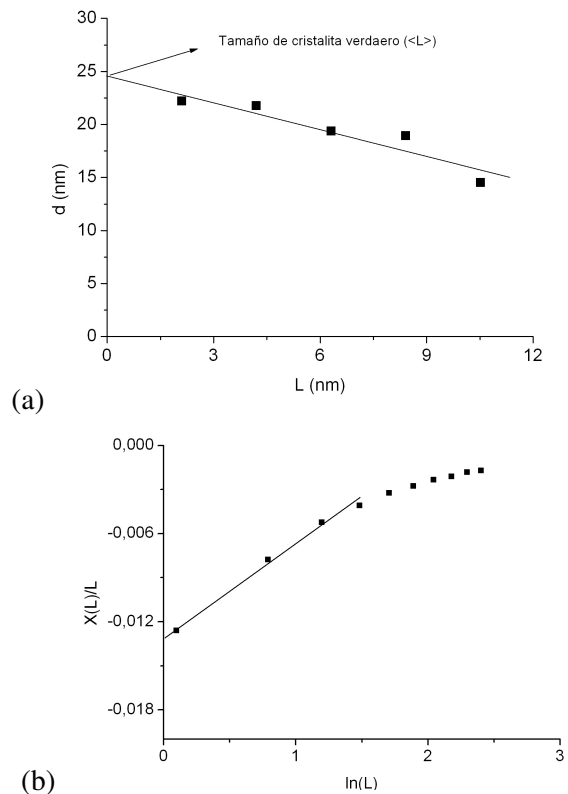 30
Tamaño de cristalita verdaero (<L>)
25
20
15
10
5
0
d (nm)
0 3 6 9 12
L (nm)
(a)
0,000
-0,006
-0,012
-0,018
X(L)/L
0 1 2 3
ln(L)
(b)